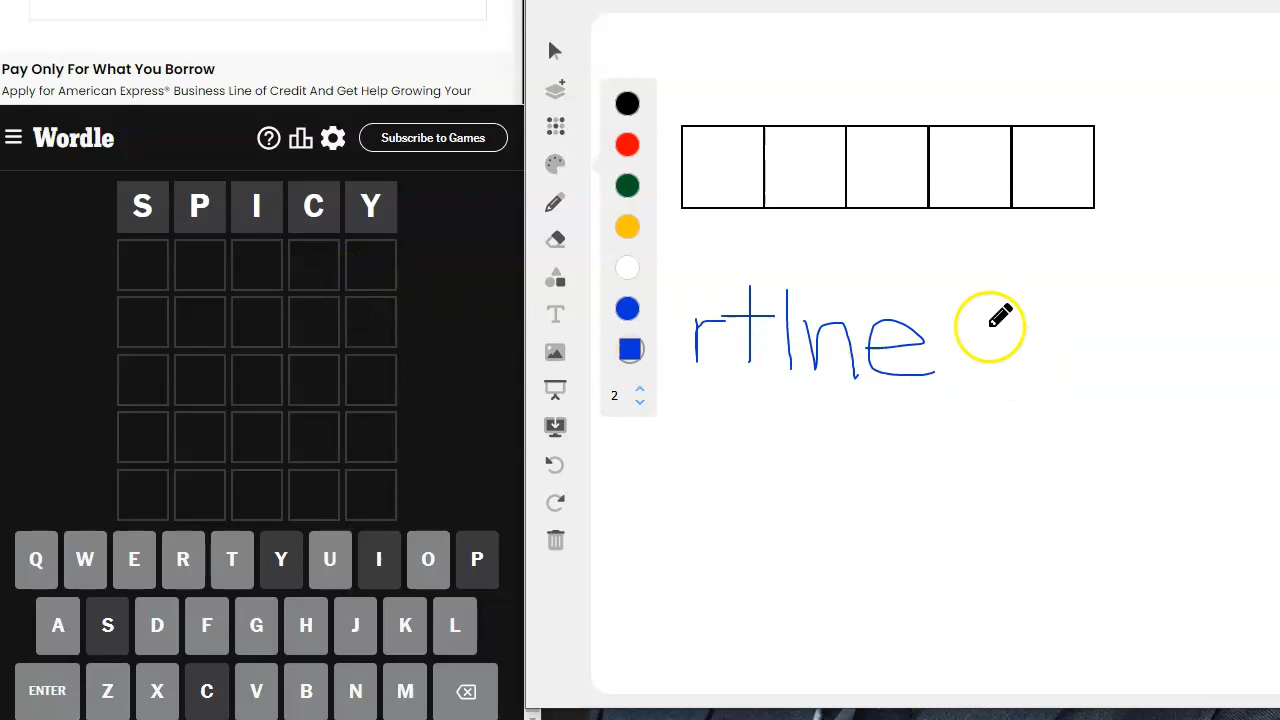 Pay Only For What You Borrow
Apply for American Express® Business Line of Credit And Get Help Growing Your
Wordle
Subscribe to Games
S P I C Y
r t l n e
2
Q W E R T Y U I O P
A S D F G H J K L
ENTER Z X C V B N M